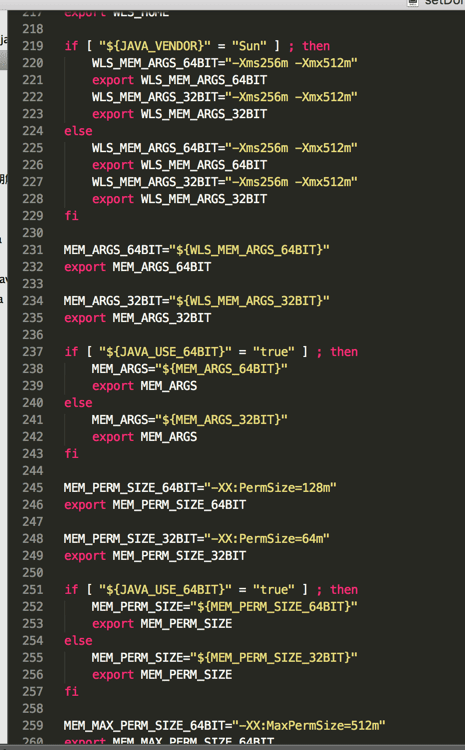 setDo
217 export WLS_HOME
218
219 if [ "${JAVA_VENDOR}" = "Sun" ] ; then
220 WLS_MEM_ARGS_64BIT="-Xms256m -Xmx512m"
221 export WLS_MEM_ARGS_64BIT
222 WLS_MEM_ARGS_32BIT="-Xms256m -Xmx512m"
223 export WLS_MEM_ARGS_32BIT
224 else
225 WLS_MEM_ARGS_64BIT="-Xms256m -Xmx512m"
226 export WLS_MEM_ARGS_64BIT
227 WLS_MEM_ARGS_32BIT="-Xms256m -Xmx512m"
228 export WLS_MEM_ARGS_32BIT
229 fi
230
231 MEM_ARGS_64BIT="${WLS_MEM_ARGS_64BIT}"
232 export MEM_ARGS_64BIT
233
234 MEM_ARGS_32BIT="${WLS_MEM_ARGS_32BIT}"
235 export MEM_ARGS_32BIT
236
237 if [ "${JAVA_USE_64BIT}" = "true" ] ; then
238 MEM_ARGS="${MEM_ARGS_64BIT}"
239 export MEM_ARGS
240 else
241 MEM_ARGS="${MEM_ARGS_32BIT}"
242 export MEM_ARGS
243 fi
244
245 MEM_PERM_SIZE_64BIT="-XX:PermSize=128m"
246 export MEM_PERM_SIZE_64BIT
247
248 MEM_PERM_SIZE_32BIT="-XX:PermSize=64m"
249 export MEM_PERM_SIZE_32BIT
250
251 if [ "${JAVA_USE_64BIT}" = "true" ] ; then
252 MEM_PERM_SIZE="${MEM_PERM_SIZE_64BIT}"
253 export MEM_PERM_SIZE
254 else
255 MEM_PERM_SIZE="${MEM_PERM_SIZE_32BIT}"
256 export MEM_PERM_SIZE
257 fi
258
259 MEM_MAX_PERM_SIZE_64BIT="-XX:MaxPermSize=512m"
260 export MEM_MAX_PERM_SIZE_64BIT